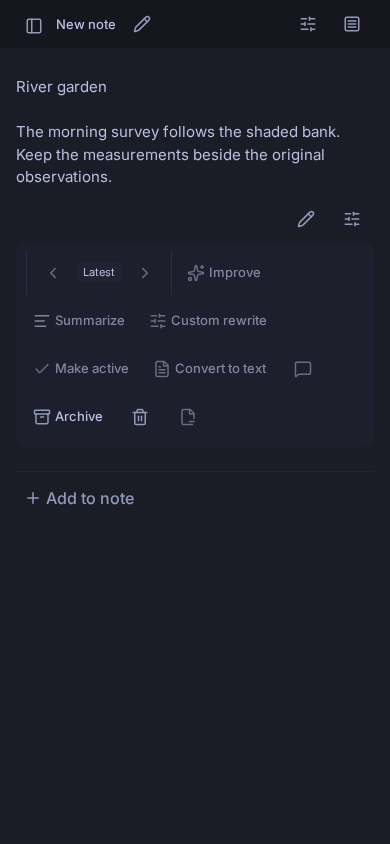 New note
River garden
The morning survey follows the shaded bank.
Keep the measurements beside the original
observations.
Latest
Improve
Summarize
Custom rewrite
Make active
Convert to text
Archive
Add to note